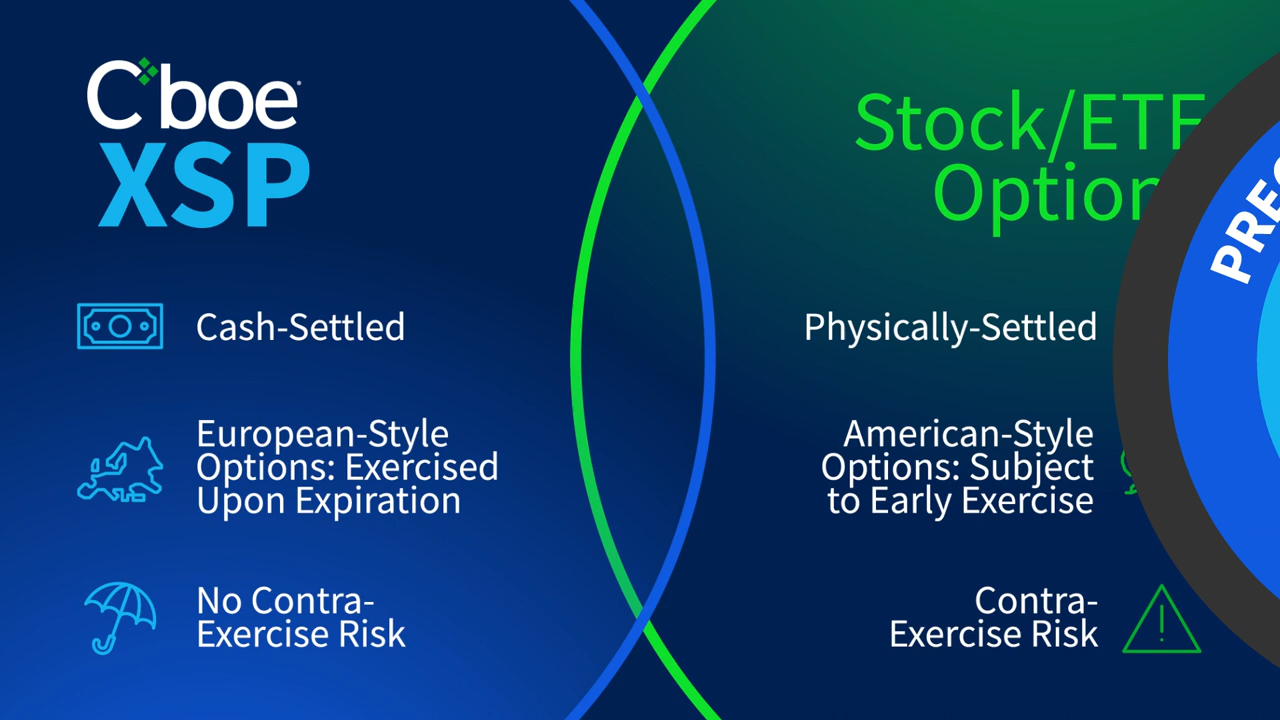 Cboe
XSP
Cash-Settled
European-Style
Options: Exercised
Upon Expiration
No Contra-
Exercise Risk
Stock/ETF
Option
Physically-Settled
American-Style
Options: Subject
to Early Exercise
Contra-
Exercise Risk